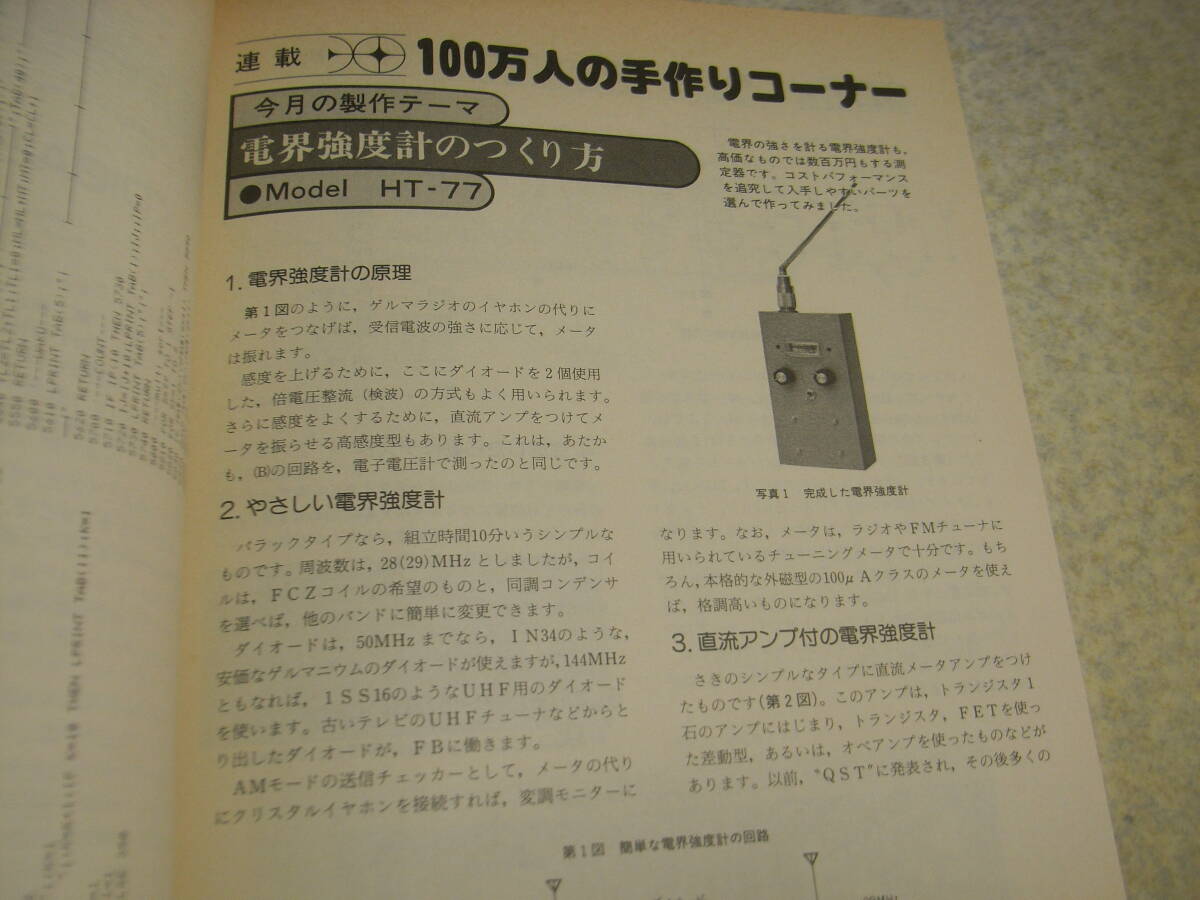 連載
100万人の手作りコーナー
今月の製作テーマ
電界強度計のつくり方
●Model HT-77
電界の強さを計る電界強度計も,
高価なものでは数百万円もする測
定器です。コストパフォーマンス
を追究して入手しやすいパーツを
選んで作ってみました。
1. 電界強度計の原理
第1図のように, ゲルマラジオのイヤホンの代りに
メータをつなげば, 受信電波の強さに応じて, メータ
は振れます。
感度を上げるために, ここにダイオードを2個使用
した, 倍電圧整流 (検波) の方式もよく用いられます。
さらに感度をよくするために, 直流アンプをつけてメ
ータを振らせる高感度型もあります。これは, あたか
も, (B)の回路を, 電子電圧計で測ったのと同じです。
2. やさしい電界強度計
バラックタイプなら, 組立時間10分いうシンプルな
ものです。周波数は, 28(29)MHzとしましたが, コイ
ルは, FCZコイルの希望のものと, 同調コンデンサ
を選べば, 他のバンドに簡単に変更できます。
ダイオードは, 50MHzまでなら, IN34のような,
安価なゲルマニウムのダイオードが使えますが, 144MHz
ともなれば, 1SS16のようなUHF用のダイオード
を使います。古いテレビのUHFチューナなどからと
り出したダイオードが, FBに働きます。
AMモードの送信チェッカーとして, メータの代り
にクリスタルイヤホンを接続すれば, 変調モニターに
写真1 完成した電界強度計
なります。なお, メータは, ラジオやFMチューナに
用いられているチューニングメータで十分です。もち
ろん, 本格的な外磁型の100μAクラスのメータを使え
ば, 格調高いものになります。
3. 直流アンプ付の電界強度計
さきのシンプルなタイプに直流メータアンプをつけ
たものです(第2図)。このアンプは, トランジスタ1
石のアンプにはじまり, トランジスタ, FETを使っ
た差動型, あるいは, オペアンプを使ったものなどが
あります。以前, "QST"に発表され, その後多くの
第1図 簡単な電界強度計の回路
5550 RETURN
5610 LPRINT TAB(5);"
5620 RETURN
5700
5710 IF IF<10 THEN 5730